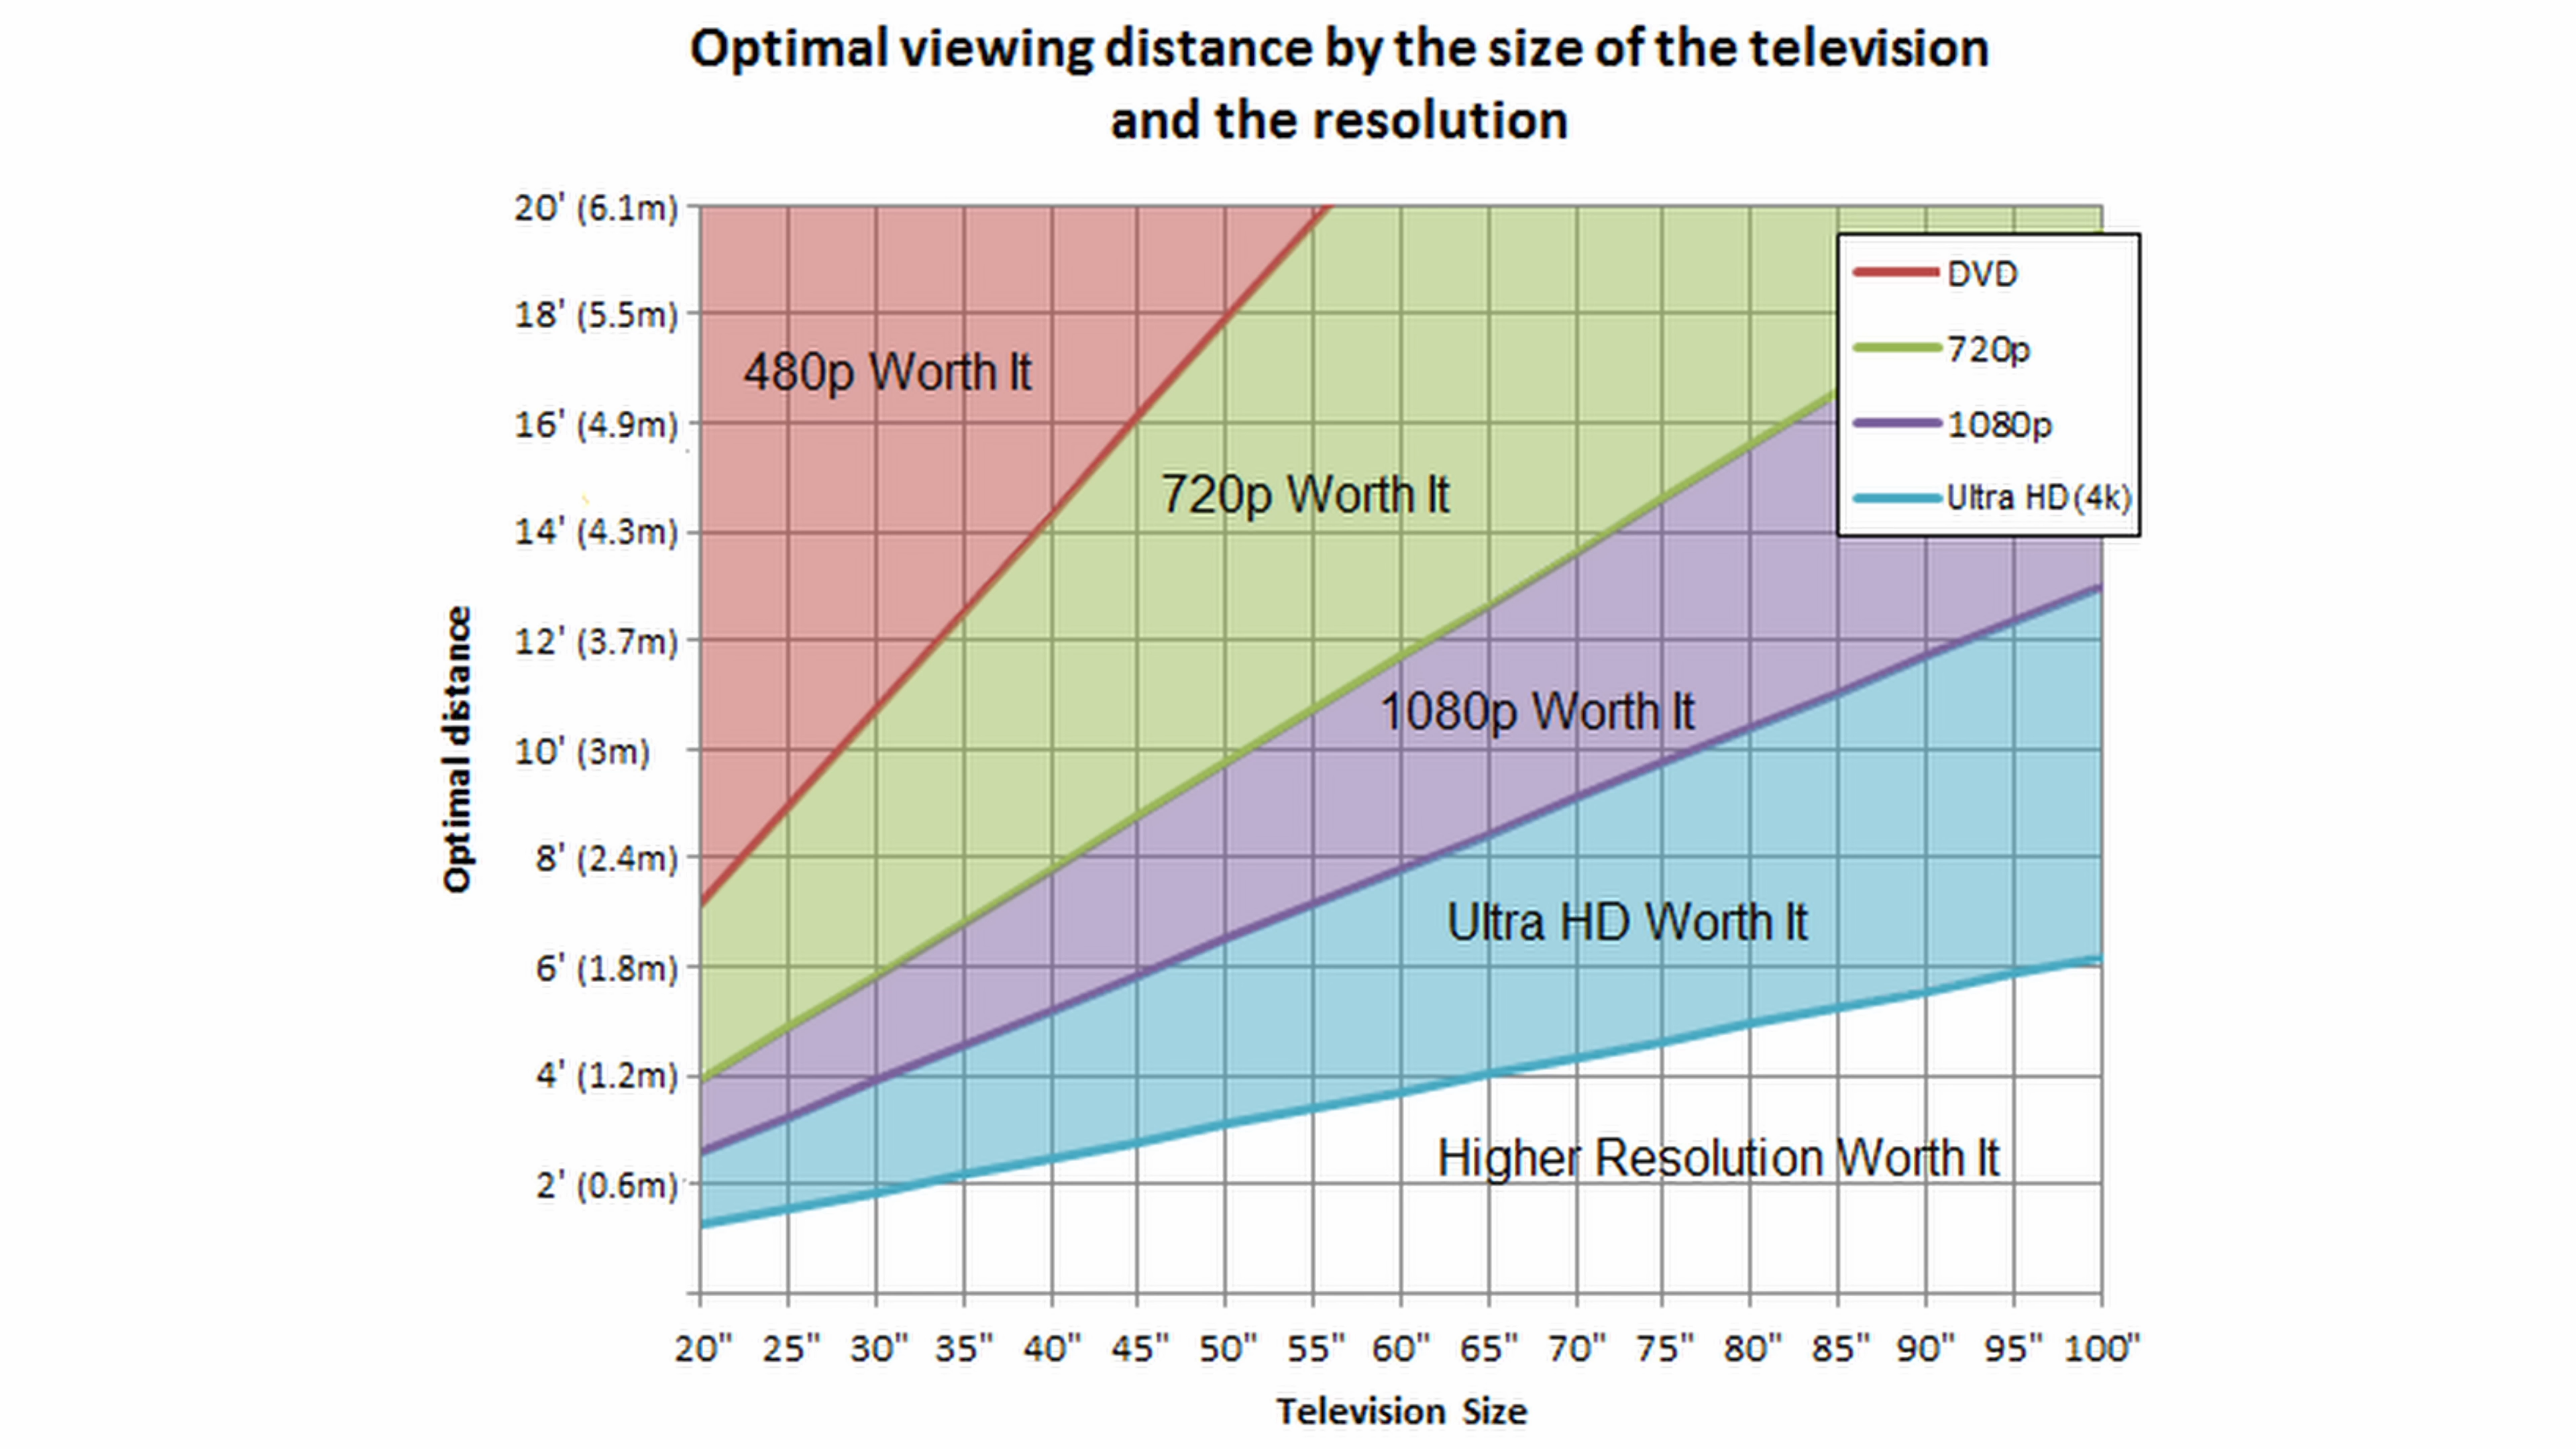 Optimal viewing distance by the size of the television
and the resolution
20' (6.1m)
18' (5.5m)
16' (4.9m)
14' (4.3m)
12' (3.7m)
10' (3m)
8' (2.4m)
6' (1.8m)
4' (1.2m)
2' (0.6m)
Optimal distance
480p Worth It
720p Worth It
1080p Worth It
Ultra HD Worth It
Higher Resolution Worth It
DVD
720p
1080p
Ultra HD(4k)
20" 25" 30" 35" 40" 45" 50" 55" 60" 65" 70" 75" 80" 85" 90" 95" 100"
Television Size